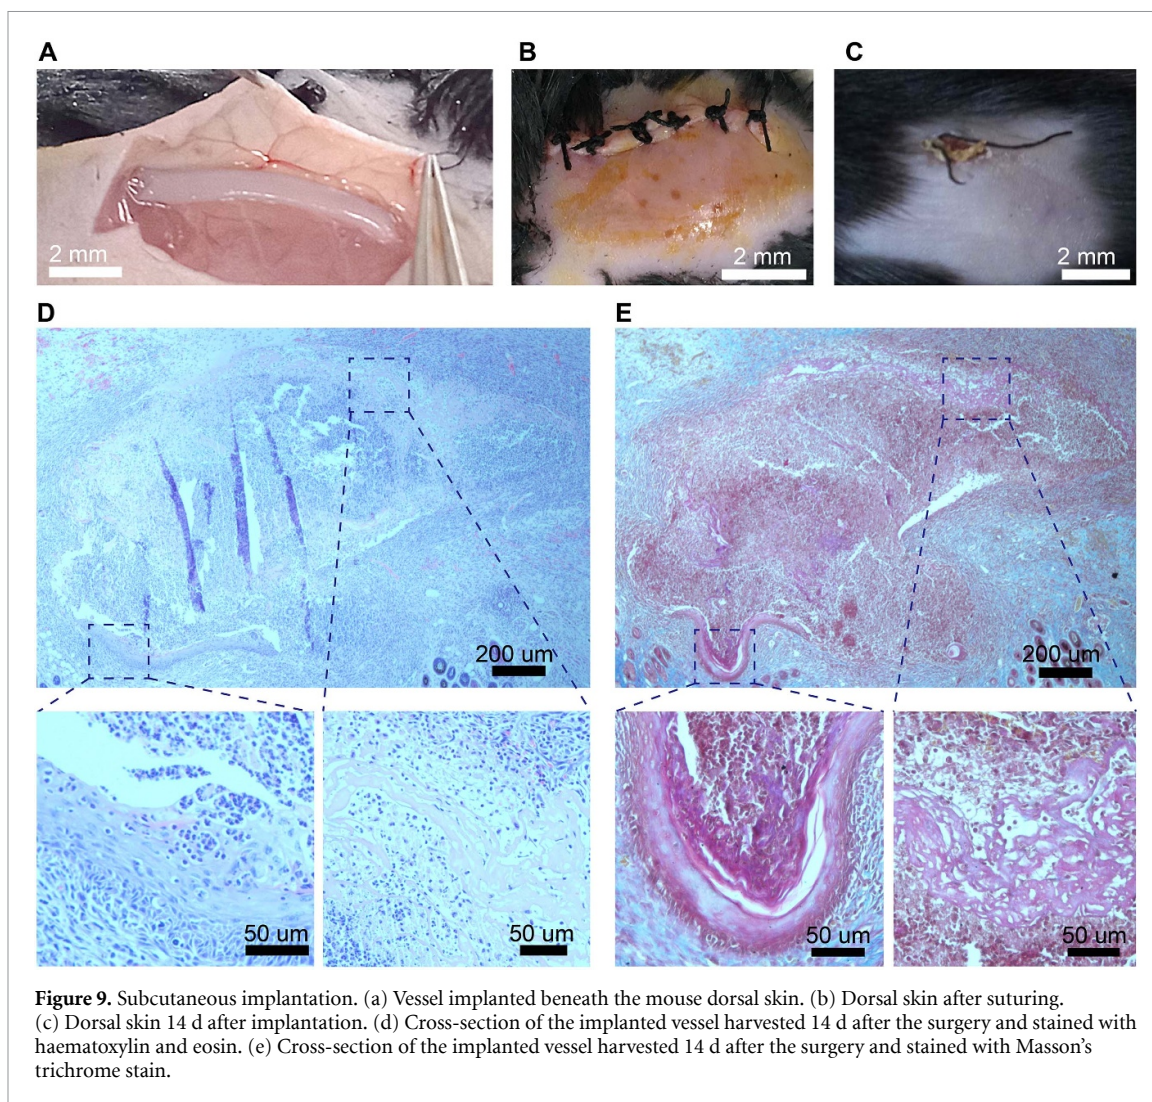 A
B
C
2 mm
2 mm
2 mm
D
E
200 um
200 um
50 um
50 um
50 um
50 um
Figure 9. Subcutaneous implantation. (a) Vessel implanted beneath the mouse dorsal skin. (b) Dorsal skin after suturing.
(c) Dorsal skin 14 d after implantation. (d) Cross-section of the implanted vessel harvested 14 d after the surgery and stained with
haematoxylin and eosin. (e) Cross-section of the implanted vessel harvested 14 d after the surgery and stained with Masson’s
trichrome stain.